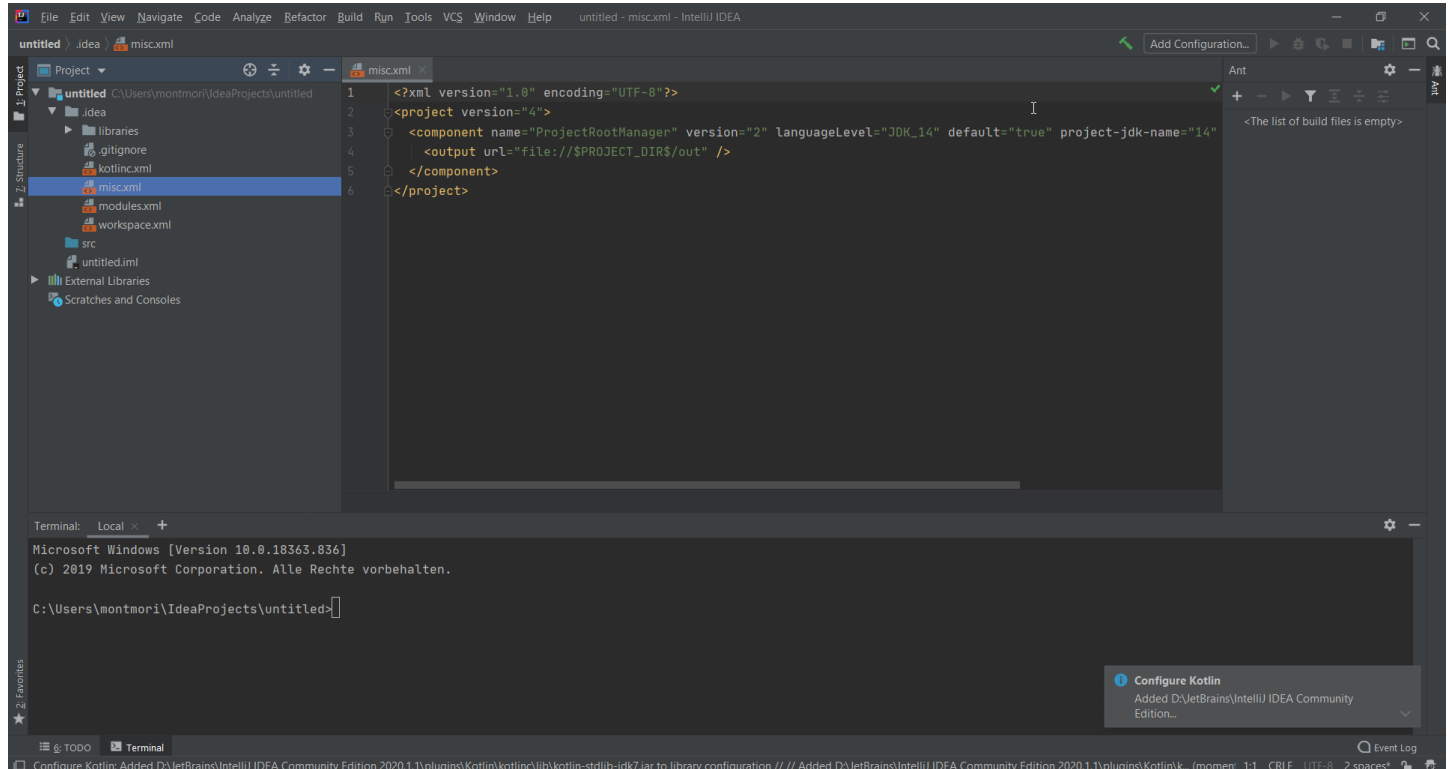 File Edit View Navigate Code Analyze Refactor Build Run Tools VCS Window Help untitled - misc.xml - IntelliJ IDEA
untitled .idea misc.xml Add Configuration...
1: Project
Project
misc.xml
Ant
Ant
untitled C:\Users\montmori\IdeaProjects\untitled
.idea
libraries
.gitignore
kotlinc.xml
misc.xml
modules.xml
workspace.xml
src
untitled.iml
External Libraries
Scratches and Consoles
7: Structure
1 <?xml version="1.0" encoding="UTF-8"?>
2 <project version="4">
3 <component name="ProjectRootManager" version="2" languageLevel="JDK_14" default="true" project-jdk-name="14"
4 <output url="file://$PROJECT_DIR$/out" />
5 </component>
6 </project>
<The list of build files is empty>
Terminal: Local +
Microsoft Windows [Version 10.0.18363.836]
(c) 2019 Microsoft Corporation. Alle Rechte vorbehalten.
C:\Users\montmori\IdeaProjects\untitled>
2: Favorites
Configure Kotlin
Added D:\JetBrains\IntelliJ IDEA Community
Edition...
6: TODO Terminal Event Log
Configure Kotlin: Added D:\JetBrains\IntelliJ IDEA Community Edition 2020.1.1\plugins\Kotlin\kotlinc\lib\kotlin-stdlib-jdk7.jar to library configuration // // Added D:\JetBrains\IntelliJ IDEA Community Edition 2020.1.1\plugins\Kotlin\k... (momen: 1:1 CRLF UTF-8 2 spaces*